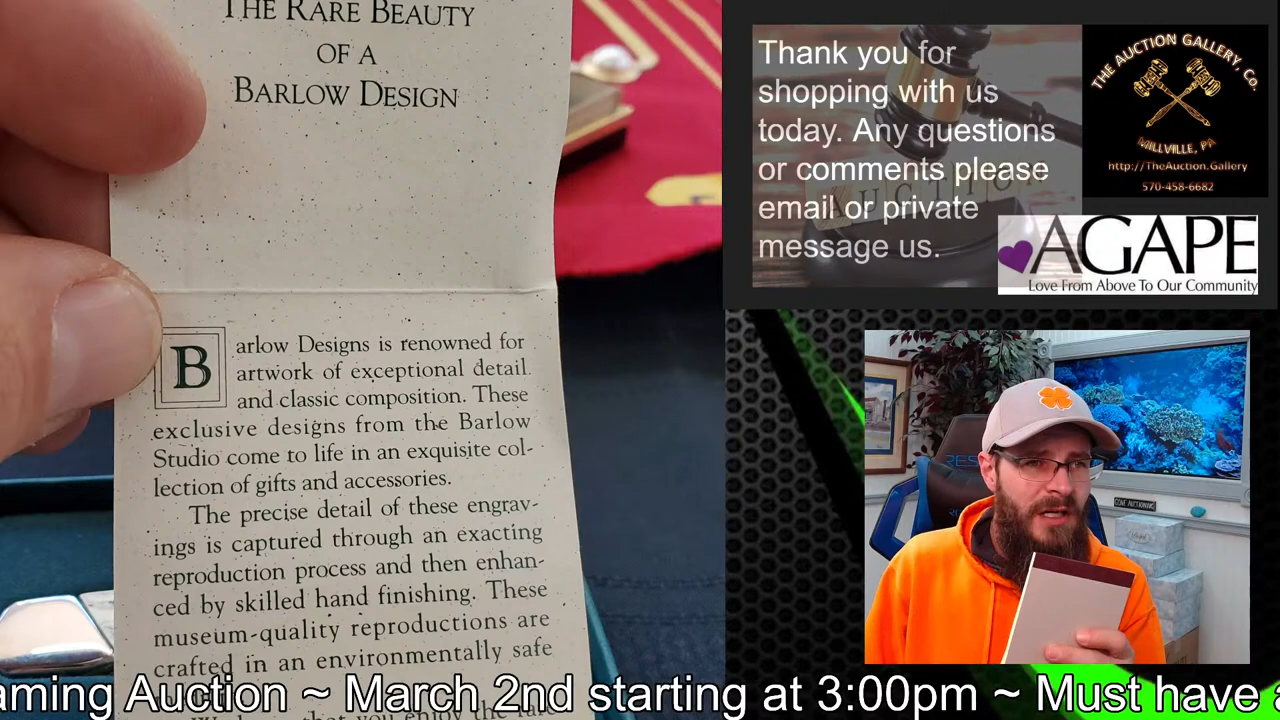 THE RARE BEAUTY
OF A
BARLOW DESIGN
Barlow Designs is renowned for
artwork of exceptional detail
and classic composition. These
exclusive designs from the Barlow
Studio come to life in an exquisite col-
lection of gifts and accessories.
The precise detail of these engrav-
ings is captured through an exacting
reproduction process and then enhan-
ced by skilled hand finishing. These
museum-quality reproductions are
crafted in an environmentally safe
Thank you for
shopping with us
today. Any questions
or comments please
email or private
message us.
AUCTION
THE AUCTION GALLERY, Co.
MILLVILLE, PA
http://TheAuction.Gallery
570-458-6682
AGAPE
Love From Above To Our Community
GONE AUCTIONING
aming Auction ~ March 2nd starting at 3:00pm ~ Must have a